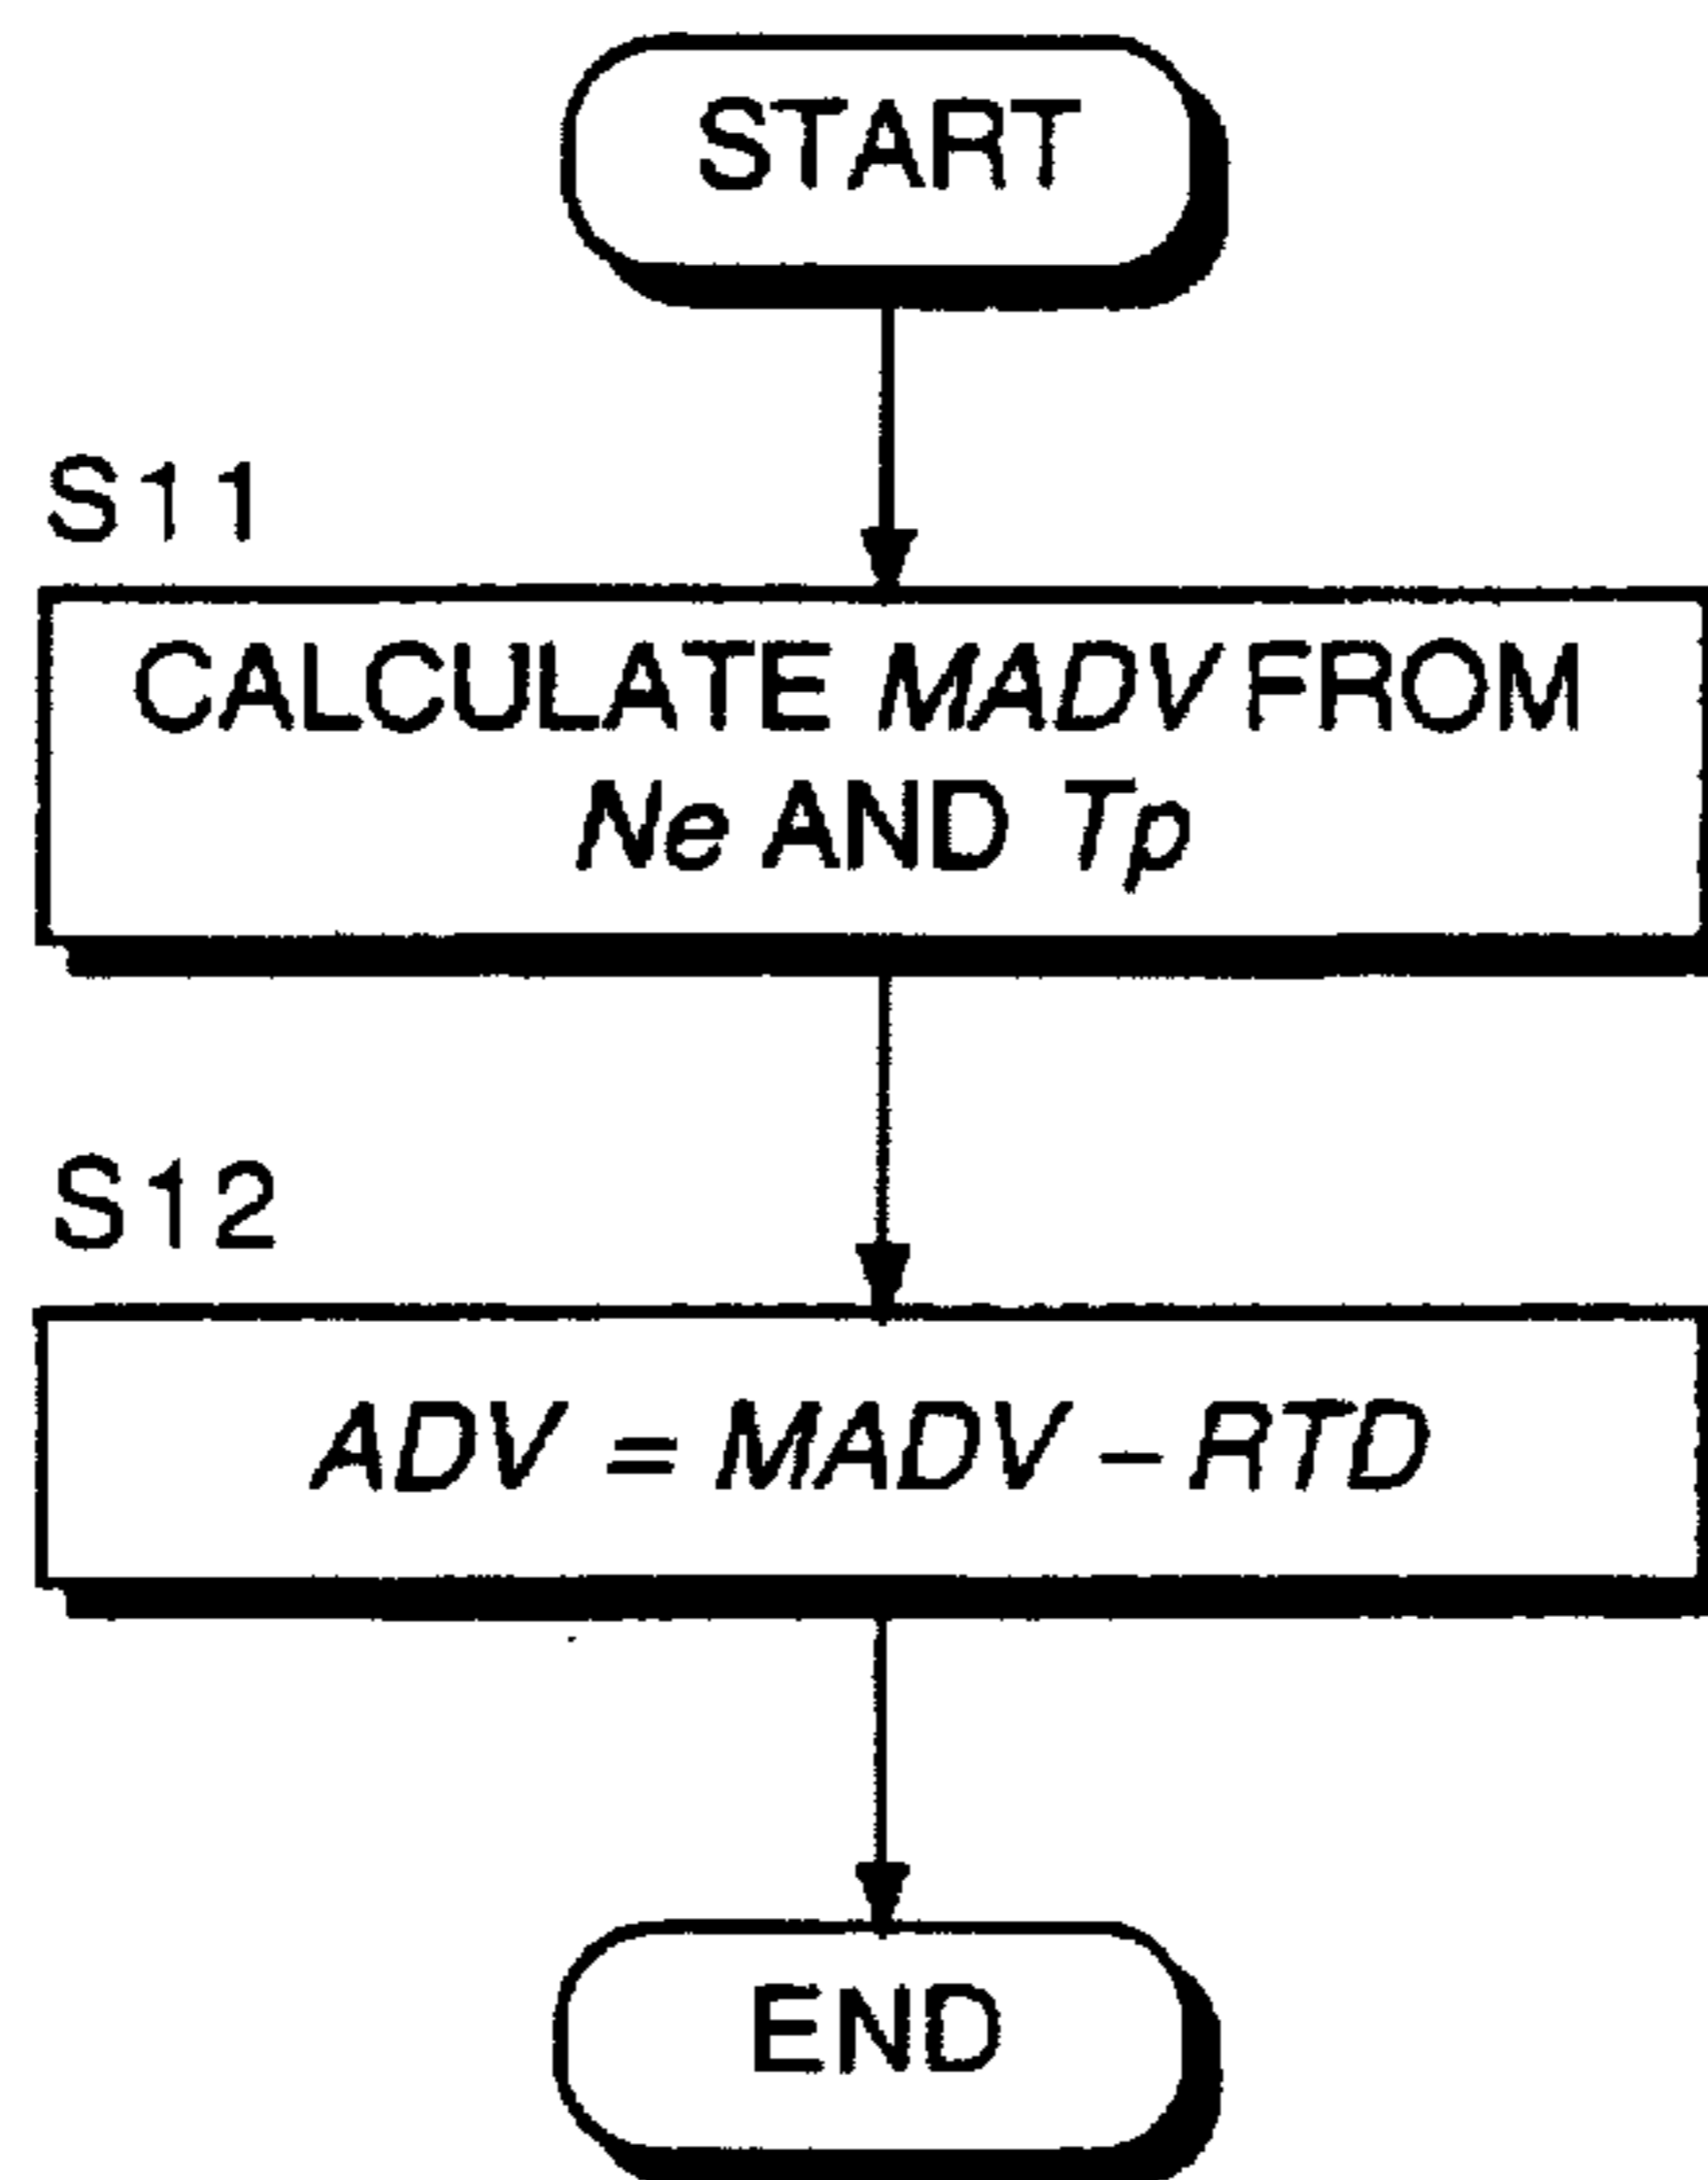 START
S11
CALCULATE MADV FROM
Ne AND Tp
S12
ADV = MADV – RTD
END